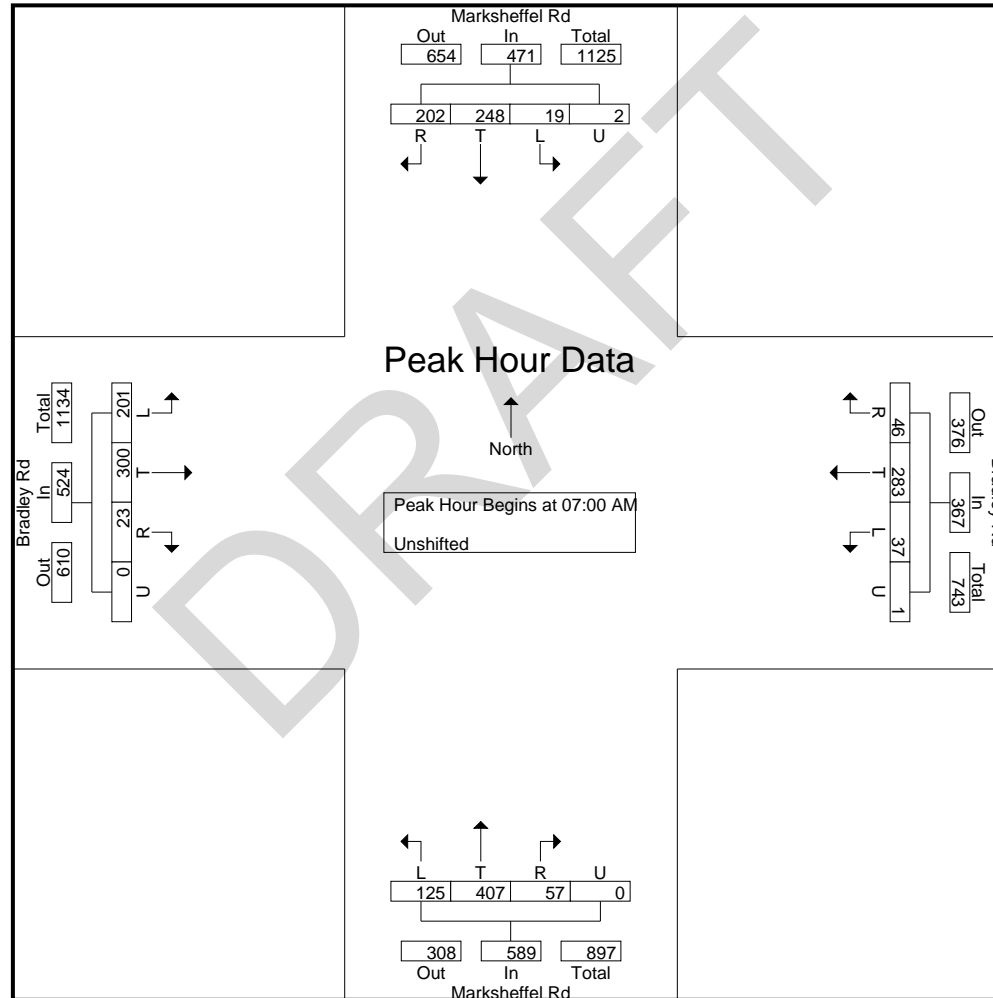 Marksheffel Rd
Out In Total
654 471 1125
202 248 19 2
R T L U
DRAFT
Peak Hour Data
North
Peak Hour Begins at 07:00 AM
Unshifted
Bradley Rd
Out In Total
610 524 1134
201 300 23 0
L T R U
Out In Total
376 367 743
46 283 37 1
R T L U
L T R U
125 407 57 0
308 589 897
Out In Total
Marksheffel Rd